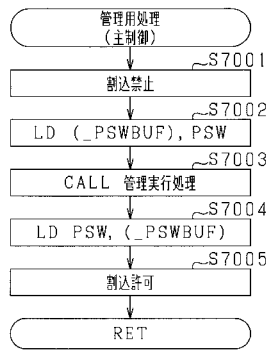 管理用処理
(主制御)
S7001
割込禁止
S7002
LD (_PSWBUF), PSW
S7003
CALL 管理実行処理
S7004
LD PSW, (_PSWBUF)
S7005
割込許可
RET